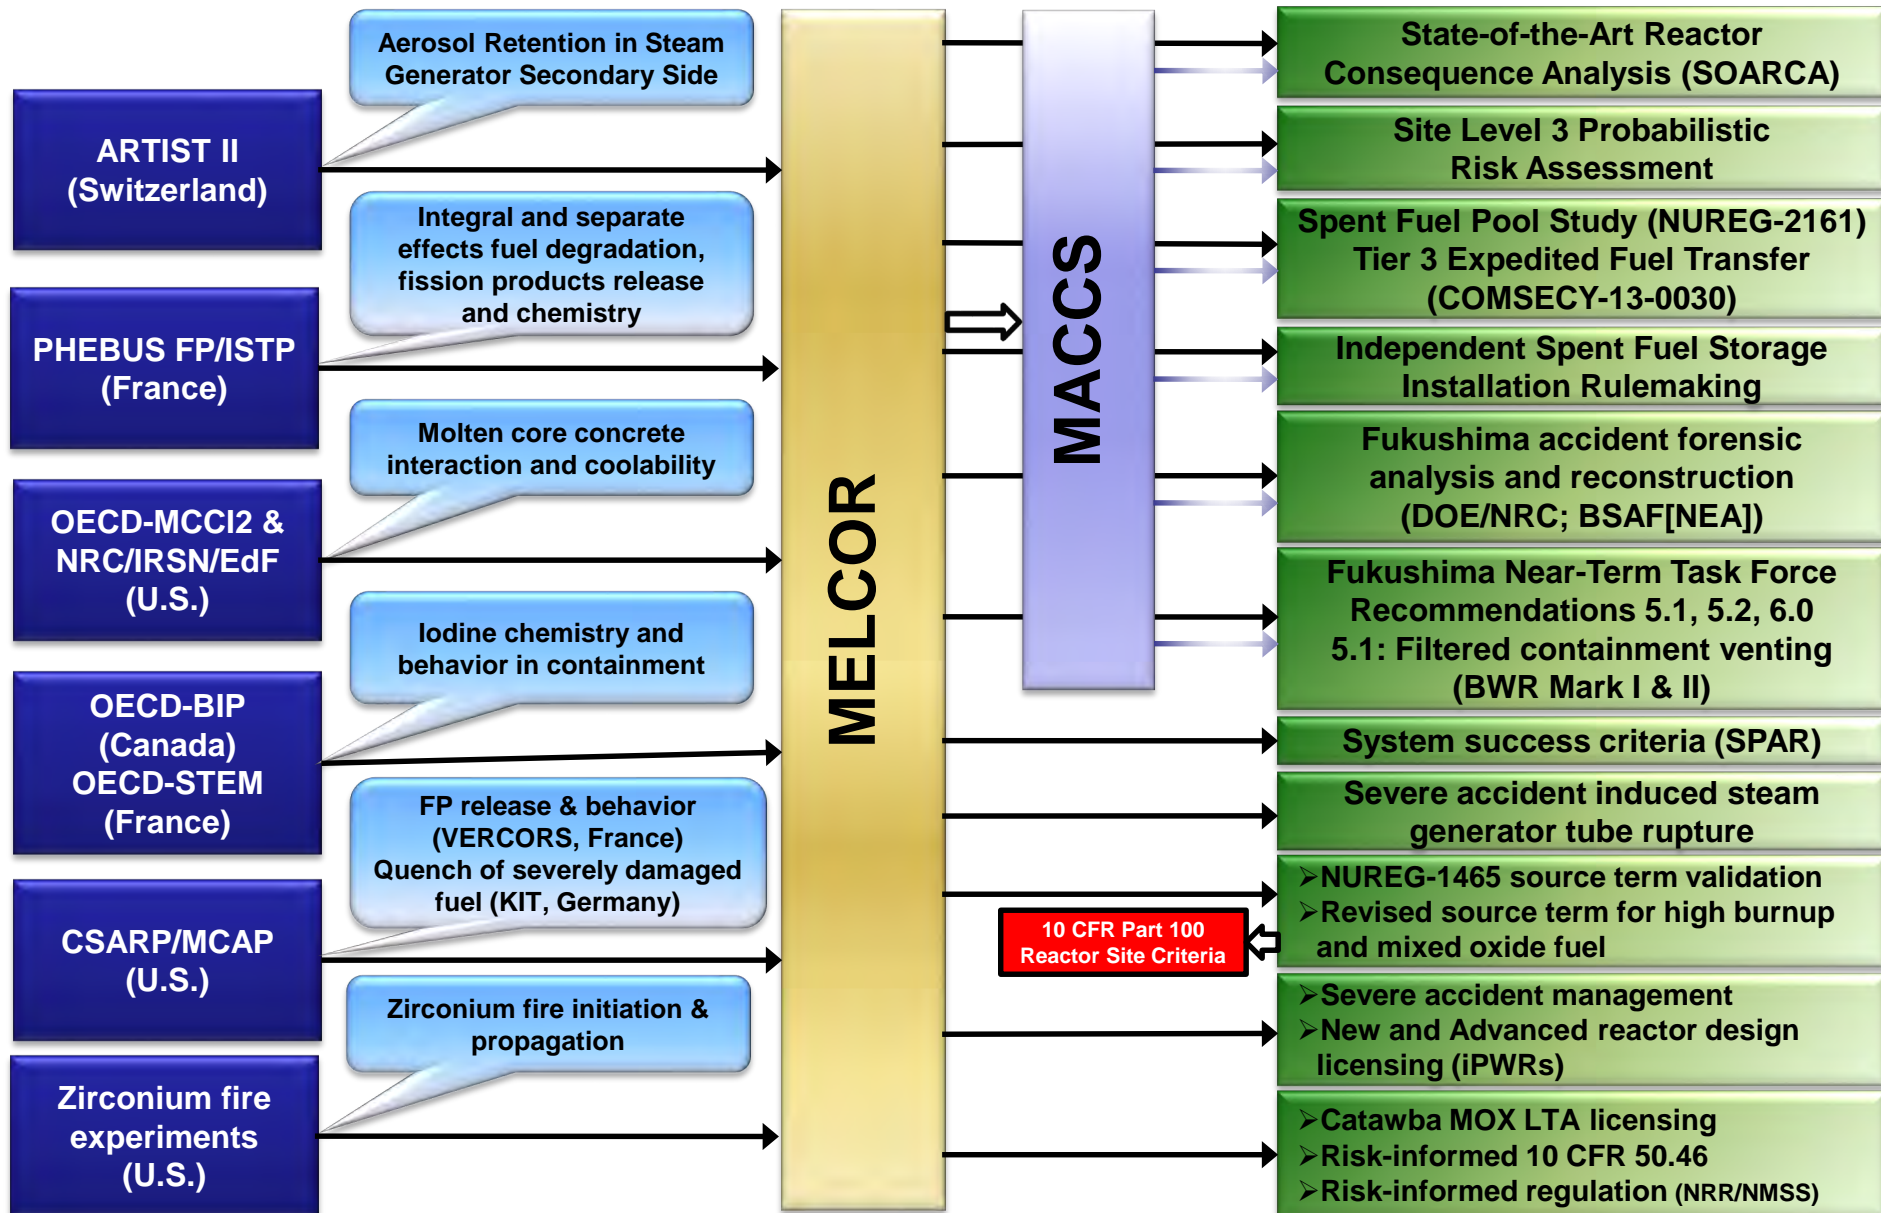 ARTIST II
(Switzerland)
PHEBUS FP/ISTP
(France)
OECD-MCCI2 &
NRC/IRSN/EdF
(U.S.)
OECD-BIP
(Canada)
OECD-STEM
(France)
CSARP/MCAP
(U.S.)
Zirconium fire
experiments
(U.S.)
Aerosol Retention in Steam
Generator Secondary Side
Integral and separate
effects fuel degradation,
fission products release
and chemistry
Molten core concrete
interaction and coolability
Iodine chemistry and
behavior in containment
FP release & behavior
(VERCORS, France)
Quench of severely damaged
fuel (KIT, Germany)
Zirconium fire initiation &
propagation
MELCOR
MACCS
State-of-the-Art Reactor
Consequence Analysis (SOARCA)
Site Level 3 Probabilistic
Risk Assessment
Spent Fuel Pool Study (NUREG-2161)
Tier 3 Expedited Fuel Transfer
(COMSECY-13-0030)
Independent Spent Fuel Storage
Installation Rulemaking
Fukushima accident forensic
analysis and reconstruction
(DOE/NRC; BSAF[NEA])
Fukushima Near-Term Task Force
Recommendations 5.1, 5.2, 6.0
5.1: Filtered containment venting
(BWR Mark I & II)
System success criteria (SPAR)
Severe accident induced steam
generator tube rupture
➢NUREG-1465 source term validation
➢Revised source term for high burnup
and mixed oxide fuel
10 CFR Part 100
Reactor Site Criteria
➢Severe accident management
➢New and Advanced reactor design
licensing (iPWRs)
➢Catawba MOX LTA licensing
➢Risk-informed 10 CFR 50.46
➢Risk-informed regulation (NRR/NMSS)